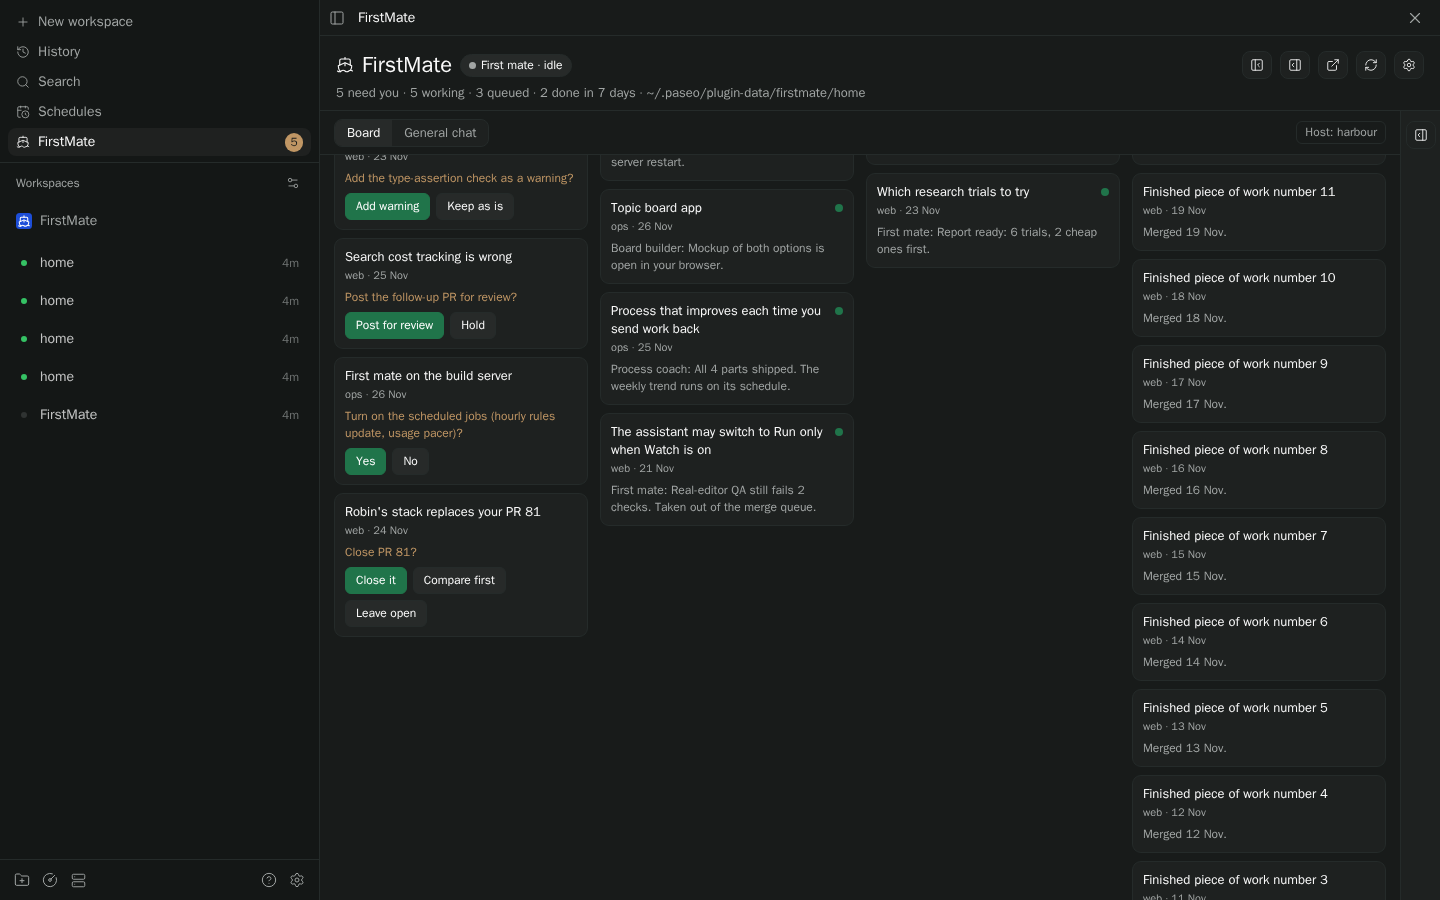 New workspace
History
Search
Schedules
FirstMate
5
Workspaces
FirstMate
home
4m
home
4m
home
4m
home
4m
FirstMate
4m
FirstMate
FirstMate
First mate · idle
5 need you · 5 working · 3 queued · 2 done in 7 days · ~/.paseo/plugin-data/firstmate/home
Board
General chat
Host: harbour
web · 23 Nov
Add the type-assertion check as a warning?
Add warning
Keep as is
Search cost tracking is wrong
web · 25 Nov
Post the follow-up PR for review?
Post for review
Hold
First mate on the build server
ops · 26 Nov
Turn on the scheduled jobs (hourly rules
update, usage pacer)?
Yes
No
Robin's stack replaces your PR 81
web · 24 Nov
Close PR 81?
Close it
Compare first
Leave open
server restart.
Topic board app
ops · 26 Nov
Board builder: Mockup of both options is
open in your browser.
Process that improves each time you
send work back
ops · 25 Nov
Process coach: All 4 parts shipped. The
weekly trend runs on its schedule.
The assistant may switch to Run only
when Watch is on
web · 21 Nov
First mate: Real-editor QA still fails 2
checks. Taken out of the merge queue.
Which research trials to try
web · 23 Nov
First mate: Report ready: 6 trials, 2 cheap
ones first.
Finished piece of work number 11
web · 19 Nov
Merged 19 Nov.
Finished piece of work number 10
web · 18 Nov
Merged 18 Nov.
Finished piece of work number 9
web · 17 Nov
Merged 17 Nov.
Finished piece of work number 8
web · 16 Nov
Merged 16 Nov.
Finished piece of work number 7
web · 15 Nov
Merged 15 Nov.
Finished piece of work number 6
web · 14 Nov
Merged 14 Nov.
Finished piece of work number 5
web · 13 Nov
Merged 13 Nov.
Finished piece of work number 4
web · 12 Nov
Merged 12 Nov.
Finished piece of work number 3
web · 11 Nov